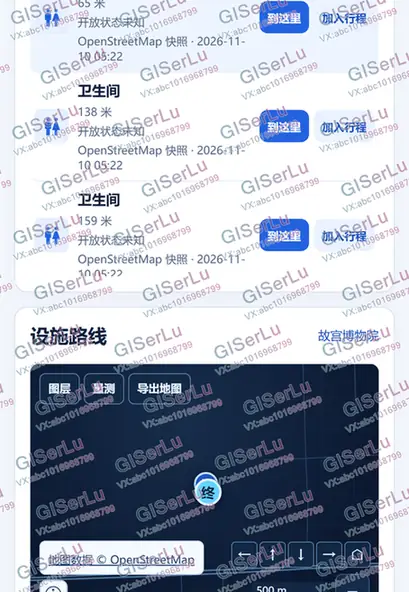 65 米
开放状态未知
OpenStreetMap 快照 · 2026-11-
10 05:22
到这里
加入行程
卫生间
138 米
开放状态未知
OpenStreetMap 快照 · 2026-11-
10 05:22
到这里
加入行程
卫生间
159 米
开放状态未知
OpenStreetMap 快照 · 2026-11-
10 05:22
到这里
加入行程
设施路线
故宫博物院
图层
量测
导出地图
终
地图数据 © OpenStreetMap
← ↑ ↓ →
500 m
GISerLu
VX:abc1016968799